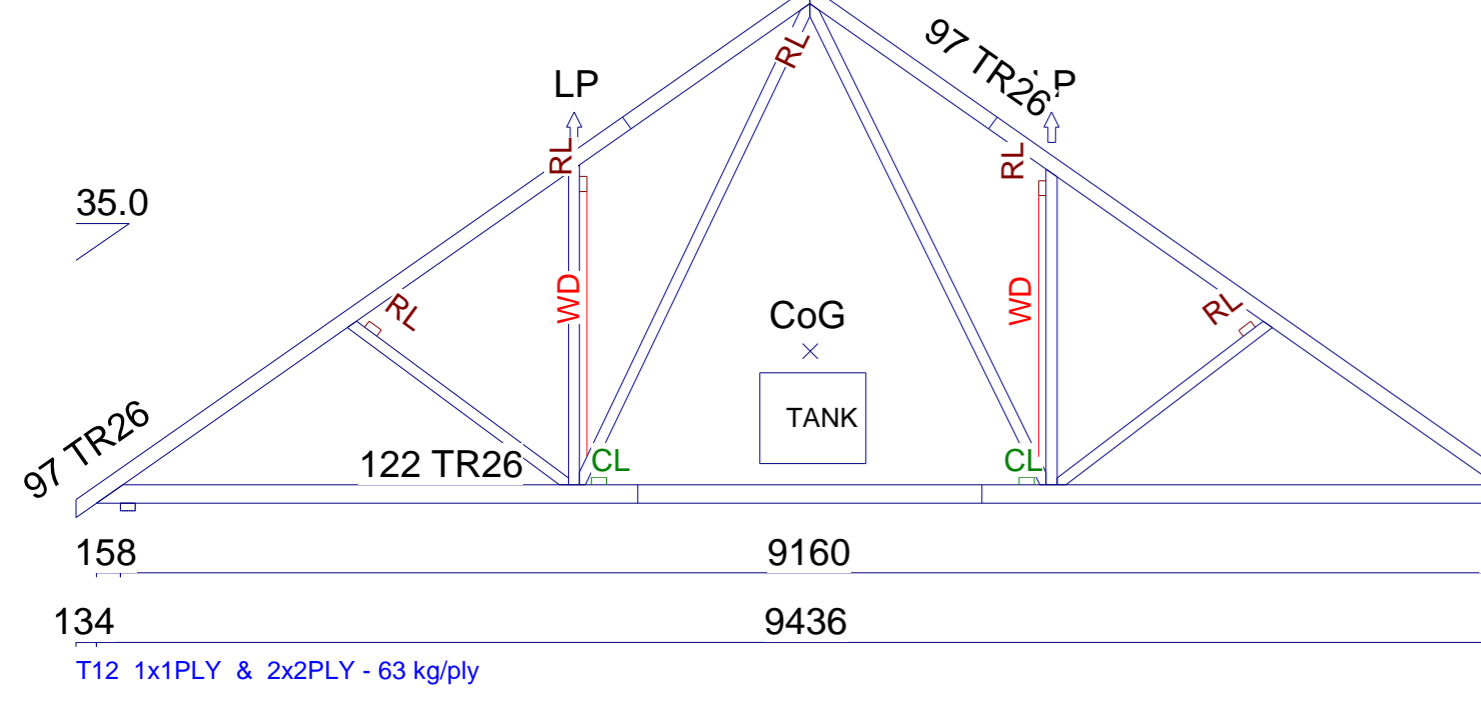 97 TR26
RL
LP
P
RL
RL
35.0
WD
WD
RL
RL
CoG
TANK
97 TR26
122 TR26
CL
CL
158
9160
134
9436
T12 1x1PLY & 2x2PLY - 63 kg/ply